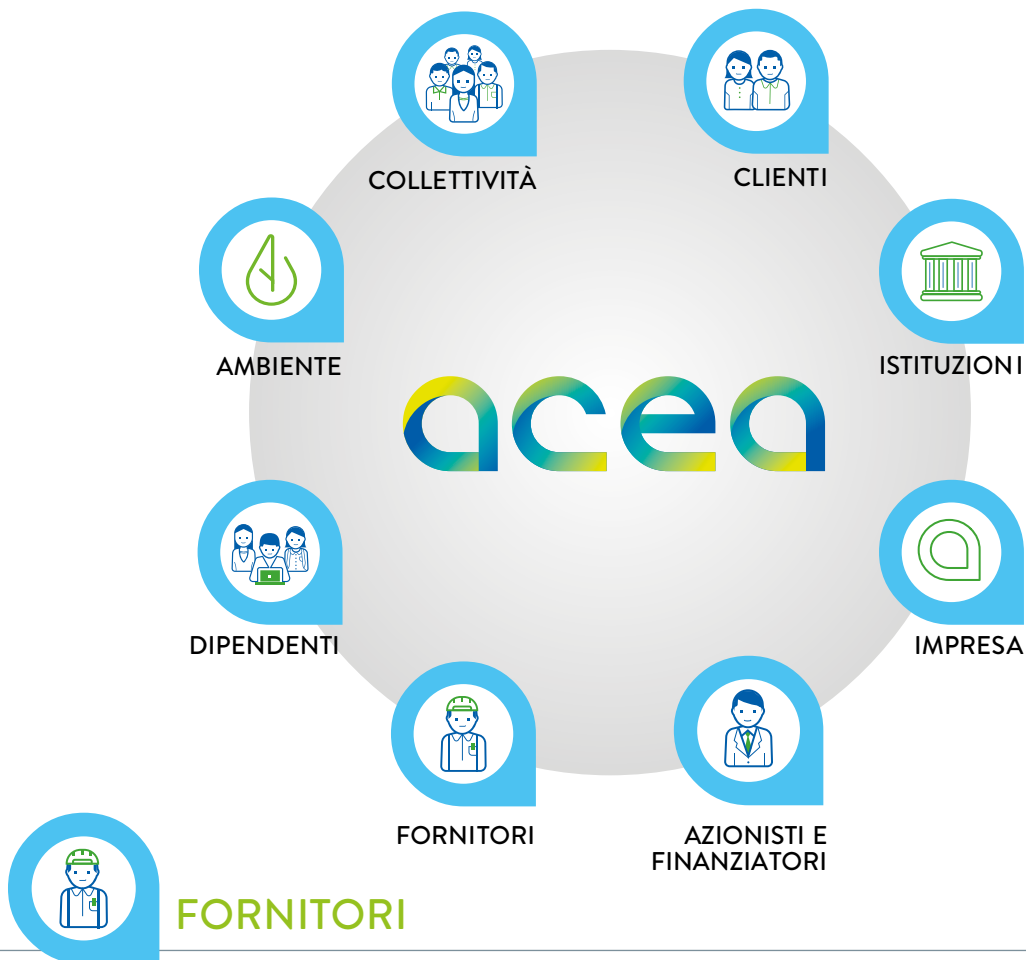 COLLETTIVITÀ
CLIENTI
AMBIENTE
ISTITUZIONI
acea
DIPENDENTI
IMPRESA
FORNITORI
AZIONISTI E
FINANZIATORI
FORNITORI